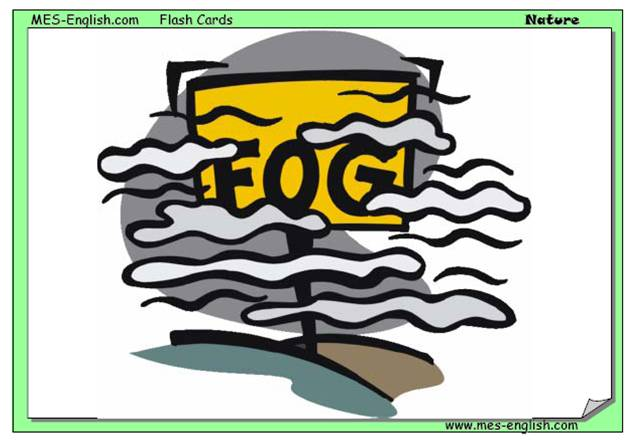 MES-English.com Flash Cards Nature
FOG
www.mes-english.com